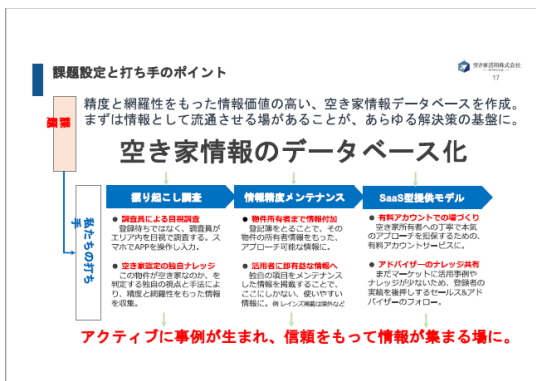 課題設定と打ち手のポイント
空き家活用株式会社
17
課題
精度と網羅性をもった情報価値の高い、空き家情報データベースを作成。
まずは情報として流通させる場があることが、あらゆる解決策の基盤に。
空き家情報のデータベース化
私たちの打ち手
掘り起こし調査
情報精度メンテナンス
SaaS型提供モデル
● 調査員による目視調査
登録待ちではなく、調査員が
エリア内を目視で調査する。ス
マホでAPPを操作し入力。
● 空き家認定の独自ナレッジ
この物件が空き家なのか、を
判定する独自の視点と手法によ
り、精度と網羅をもった情報
を収集。
● 物件所有者まで情報付加
登記簿をとることで、その
物件の所有者情報をもった、
アプローチ可能な情報に。
● 活用者に即有益な情報へ
独自の項目をメンテナンス
した情報を掲載することで、
ここにしかない、使いやすい
情報に。例 レインズ掲載は除外など
● 有料アカウントでの場づくり
空き家所有者への丁寧で本気
のアプローチを担保するための、
有料アカウントサービスに。
● アドバイザーのナレッジ共有
まだマーケットに活用事例や
ナレッジが少ないため、登録者の
実績を後押しするセールス&アド
バイザーのフォロー。
アクティブに事例が生まれ、信頼をもって情報が集まる場に。